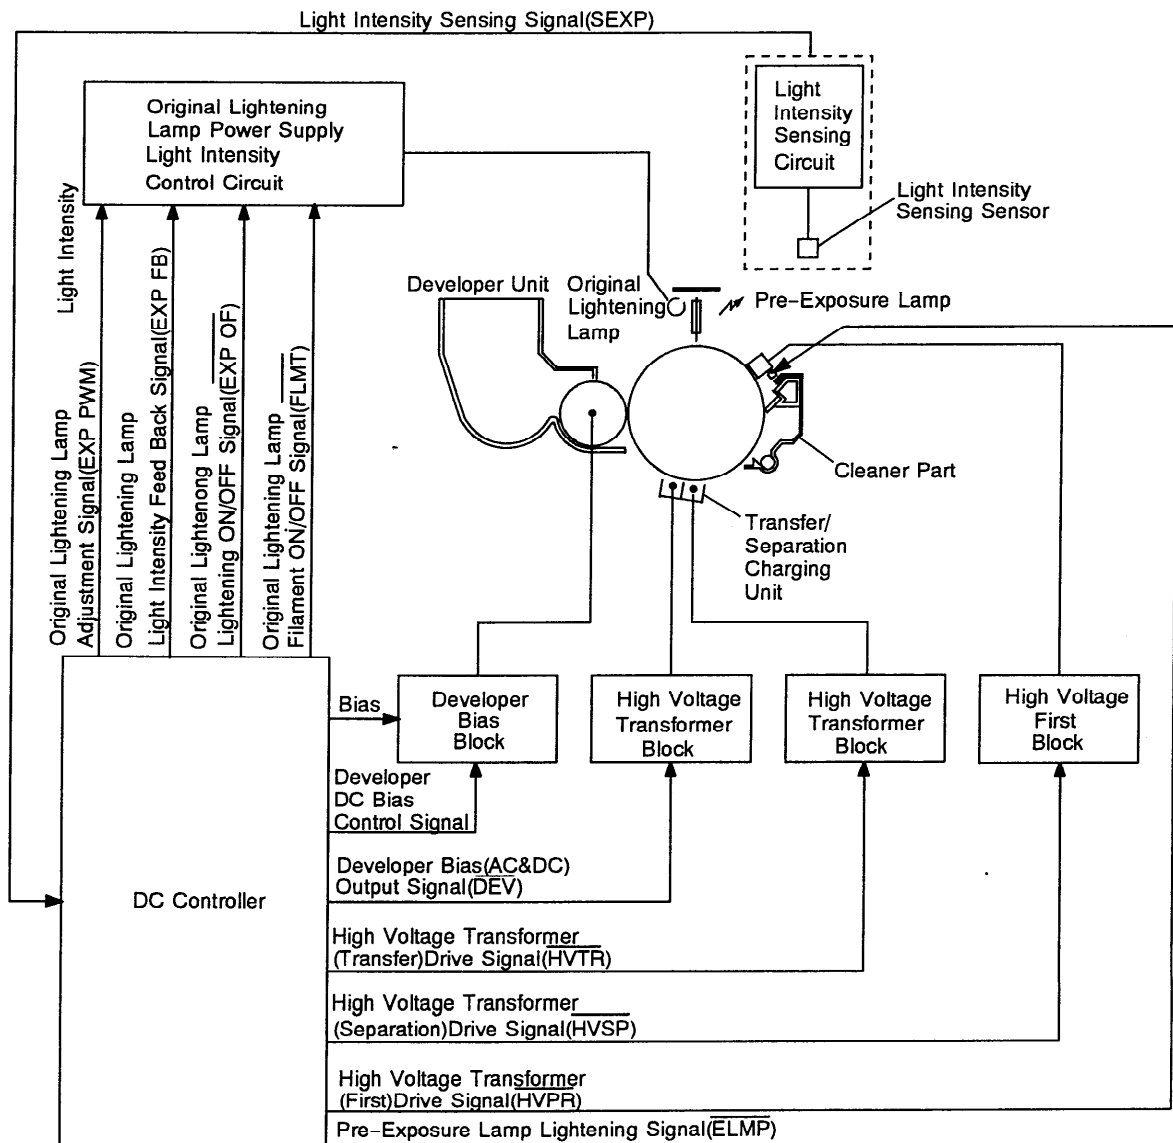 Light Intensity Sensing Signal(SEXP)
Original Lightening
Lamp Power Supply
Light Intensity
Control Circuit
Light
Intensity
Sensing
Circuit
Light Intensity
Sensing Sensor
Light Intensity
Original Lightening Lamp
Adjustment Signal(EXP PWM)
Original Lightening Lamp
Light Intensity Feed Back Signal(EXP FB)
Original Lightenong Lamp
Lightening ON/OFF Signal(EXP OF)
Original Lightening Lamp
Filament ON/OFF Signal(FLMT)
Developer Unit
Original
Lightening
Lamp
Pre-Exposure Lamp
Cleaner Part
Transfer/
Separation
Charging
Unit
Bias
Developer
Bias
Block
High Voltage
Transformer
Block
High Voltage
Transformer
Block
High Voltage
First
Block
Developer
DC Bias
Control Signal
DC Controller
Developer Bias(AC&DC)
Output Signal(DEV)
High Voltage Transformer
(Transfer)Drive Signal(HVTR)
High Voltage Transformer
(Separation)Drive Signal(HVSP)
High Voltage Transformer
(First)Drive Signal(HVPR)
Pre-Exposure Lamp Lightening Signal(ELMP)